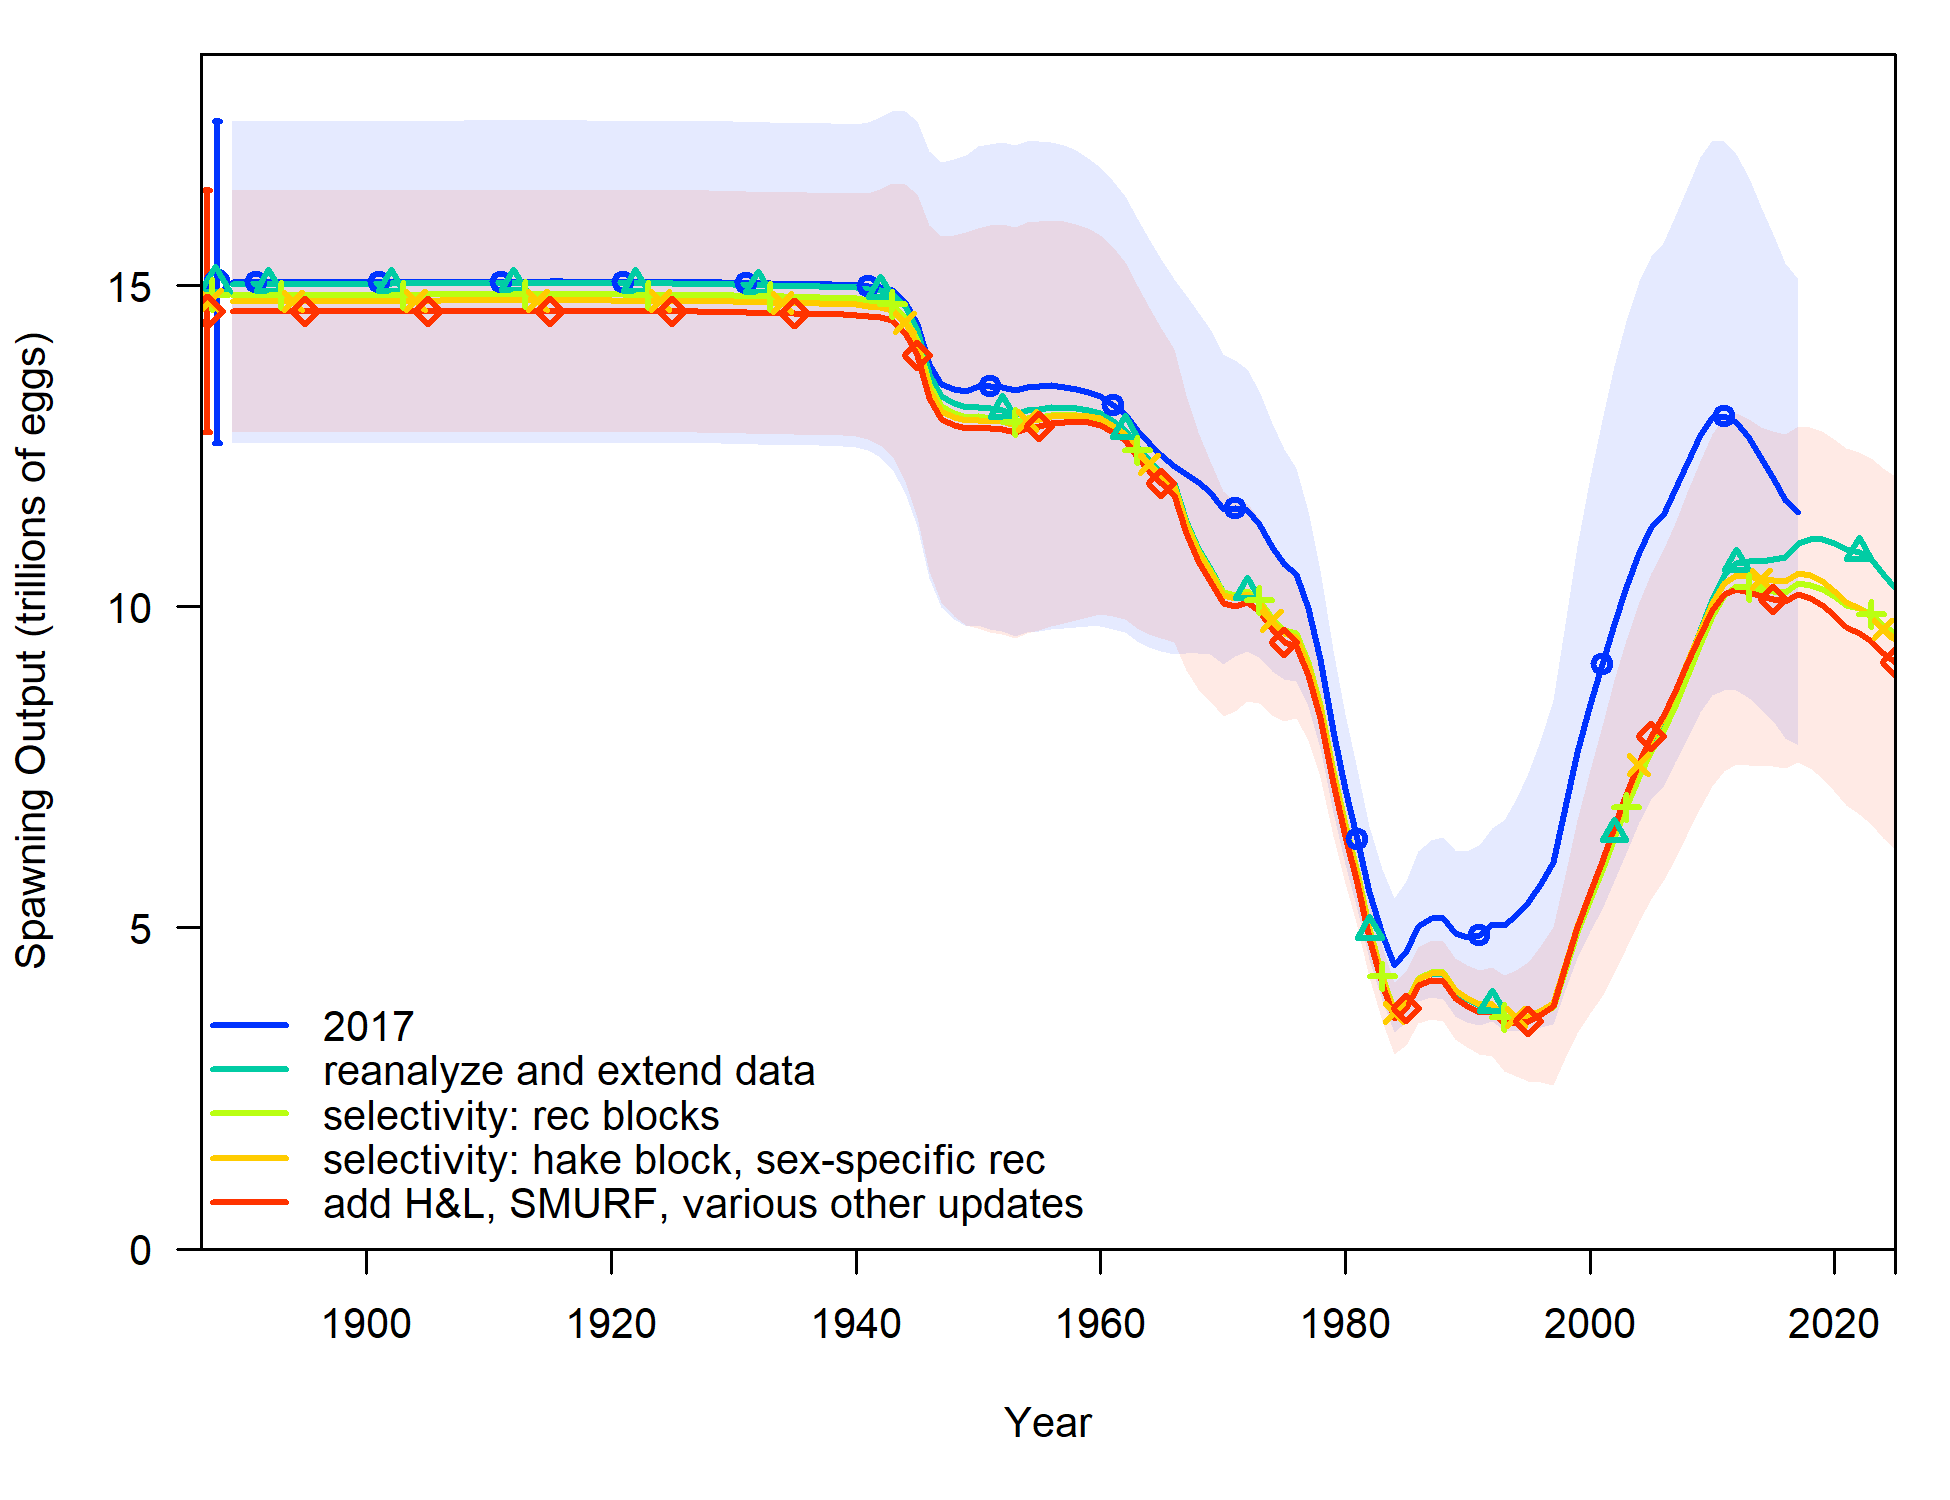 Spawning Output (trillions of eggs)
15
10
5
0
2017
reanalyze and extend data
selectivity: rec blocks
selectivity: hake block, sex-specific rec
add H&L, SMURF, various other updates
1900 1920 1940 1960 1980 2000 2020
Year